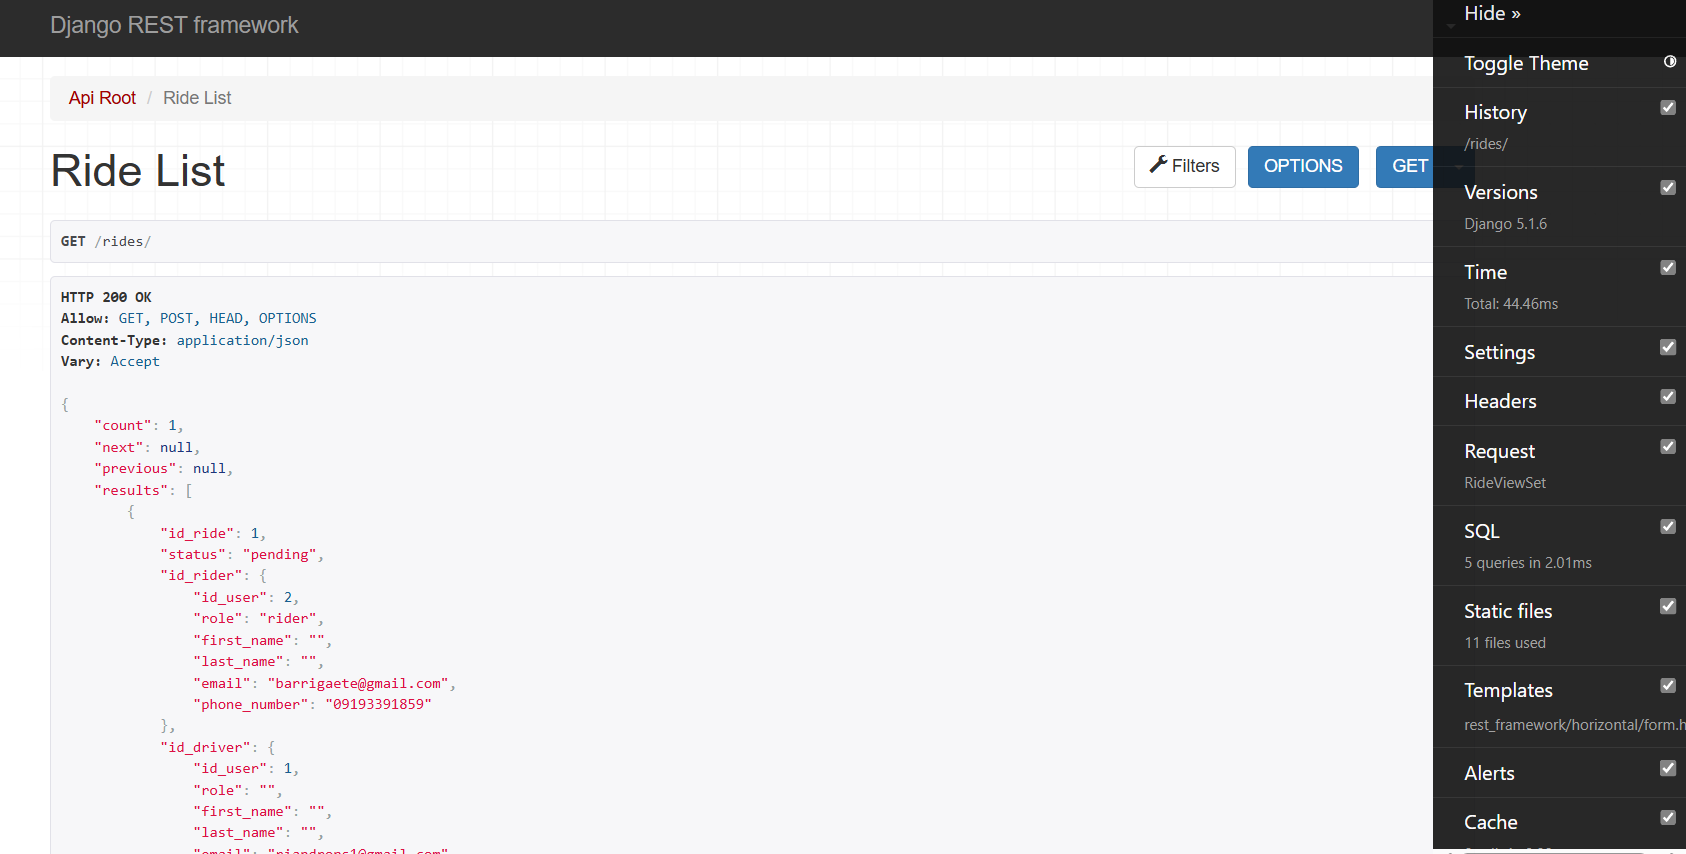 Django REST framework
Api Root / Ride List
Ride List
Filters
OPTIONS
GET
GET /rides/
HTTP 200 OK
Allow: GET, POST, HEAD, OPTIONS
Content-Type: application/json
Vary: Accept
{
    "count": 1,
    "next": null,
    "previous": null,
    "results": [
        {
            "id_ride": 1,
            "status": "pending",
            "id_rider": {
                "id_user": 2,
                "role": "rider",
                "first_name": "",
                "last_name": "",
                "email": "barrigaete@gmail.com",
                "phone_number": "09193391859"
            },
            "id_driver": {
                "id_user": 1,
                "role": "",
                "first_name": "",
                "last_name": "",
Hide »
Toggle Theme
History
/rides/
Versions
Django 5.1.6
Time
Total: 44.46ms
Settings
Headers
Request
RideViewSet
SQL
5 queries in 2.01ms
Static files
11 files used
Templates
rest_framework/horizontal/form.h
Alerts
Cache